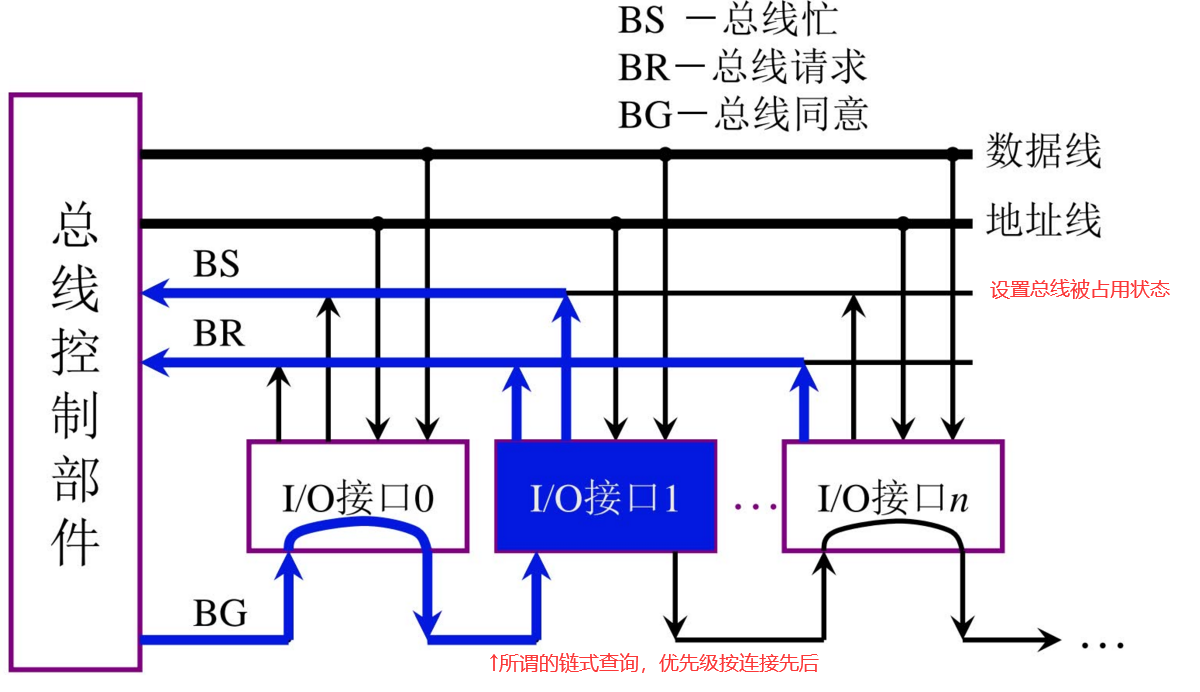 BS －总线忙
BR－总线请求
BG－总线同意
数据线
地址线
总线控制部件
BS
设置总线被占用状态
BR
I/O接口0
I/O接口1
…
I/O接口n
BG
…
↑所谓的链式查询，优先级按连接先后